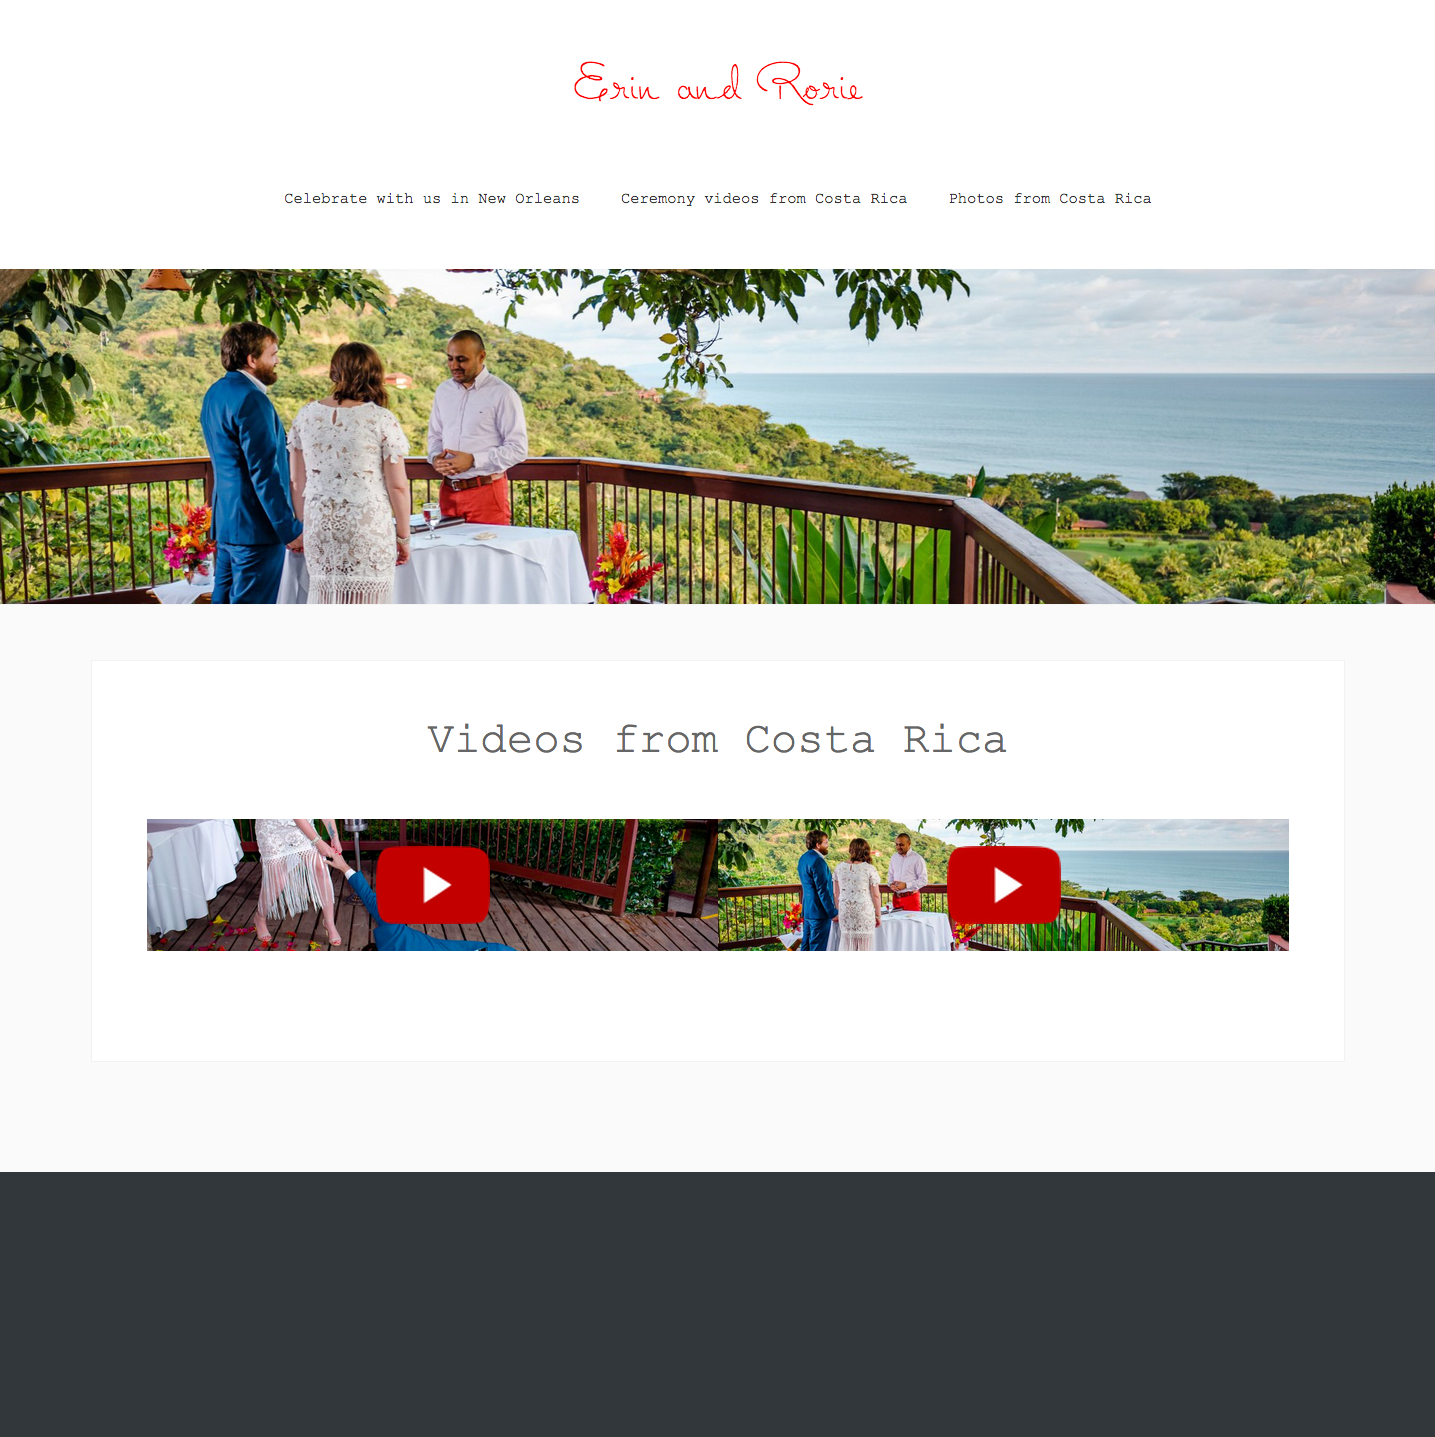 Erin and Rorie
Celebrate with us in New Orleans Ceremony videos from Costa Rica Photos from Costa Rica
Videos from Costa Rica